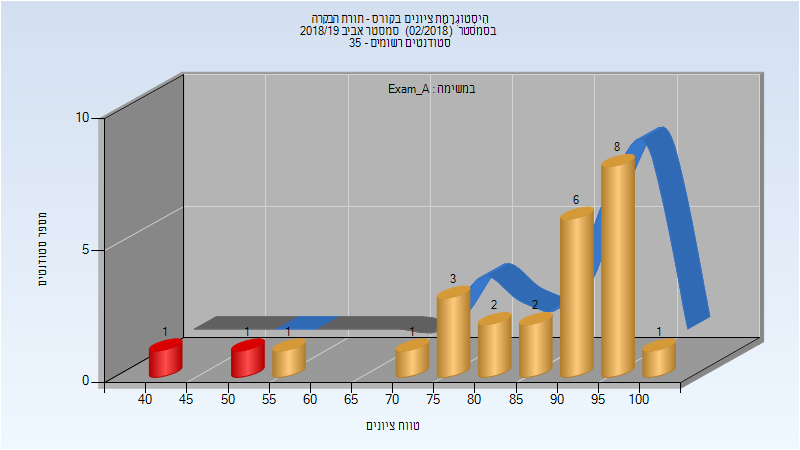 היסטוגרמת ציונים בקורס - תורת הבקרה
בסמסטר (02/2018) סמסטר אביב 2018/19
סטודנטים רשומים - 35
במשימה : Exam_A
10
5
0
מספר סטודנטים
1
1
1
1
3
2
2
6
8
1
40 45 50 55 60 65 70 75 80 85 90 95 100
טווח ציונים